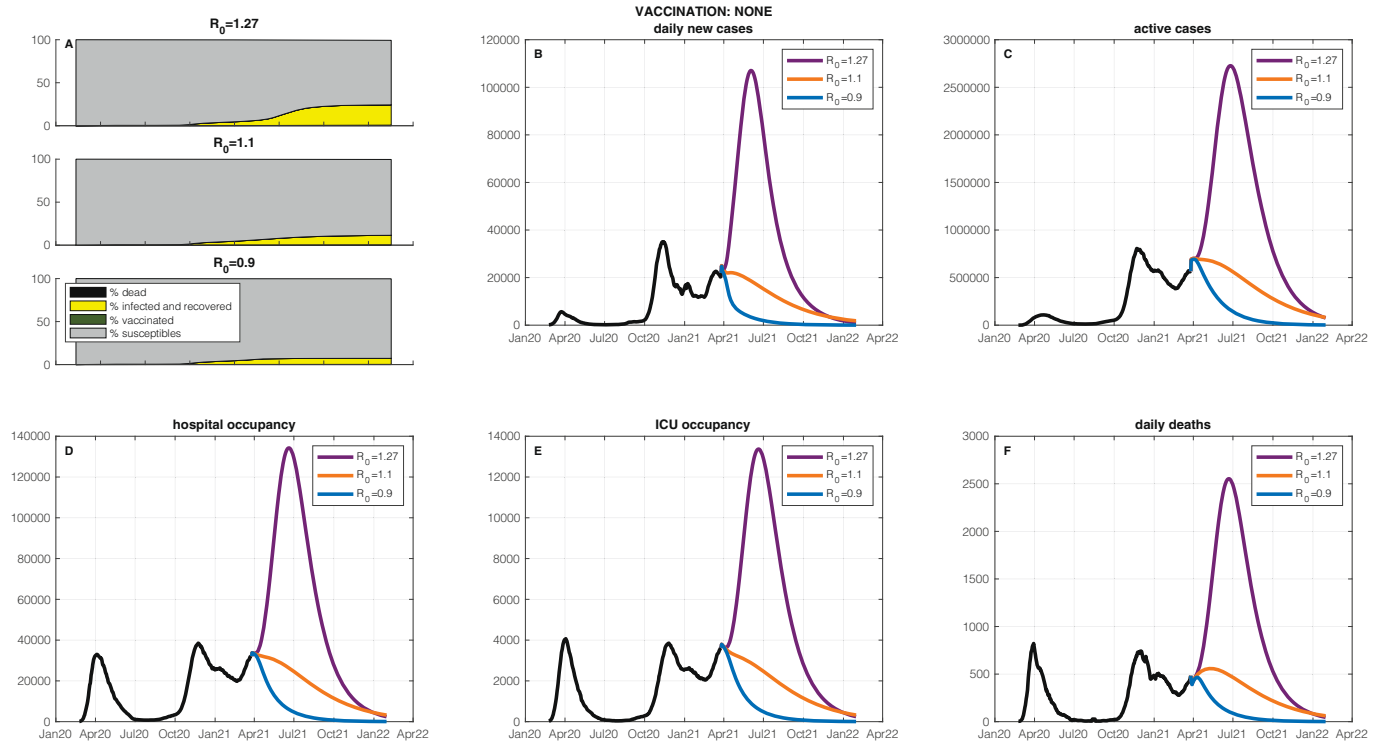 VACCINATION: NONE
R0=1.27
A
100
50
0
R0=1.1
100
50
0
R0=0.9
100
50
0
% dead
% infected and recovered
% vaccinated
% susceptibles
daily new cases
B
R0=1.27
R0=1.1
R0=0.9
120000
100000
80000
60000
40000
20000
0
Jan20 Apr20 Jul20 Oct20 Jan21 Apr21 Jul21 Oct21 Jan22 Apr22
active cases
C
R0=1.27
R0=1.1
R0=0.9
3000000
2500000
2000000
1500000
1000000
500000
0
Jan20 Apr20 Jul20 Oct20 Jan21 Apr21 Jul21 Oct21 Jan22 Apr22
hospital occupancy
D
R0=1.27
R0=1.1
R0=0.9
140000
120000
100000
80000
60000
40000
20000
0
Jan20 Apr20 Jul20 Oct20 Jan21 Apr21 Jul21 Oct21 Jan22 Apr22
ICU occupancy
E
R0=1.27
R0=1.1
R0=0.9
14000
12000
10000
8000
6000
4000
2000
0
Jan20 Apr20 Jul20 Oct20 Jan21 Apr21 Jul21 Oct21 Jan22 Apr22
daily deaths
F
R0=1.27
R0=1.1
R0=0.9
3000
2500
2000
1500
1000
500
0
Jan20 Apr20 Jul20 Oct20 Jan21 Apr21 Jul21 Oct21 Jan22 Apr22